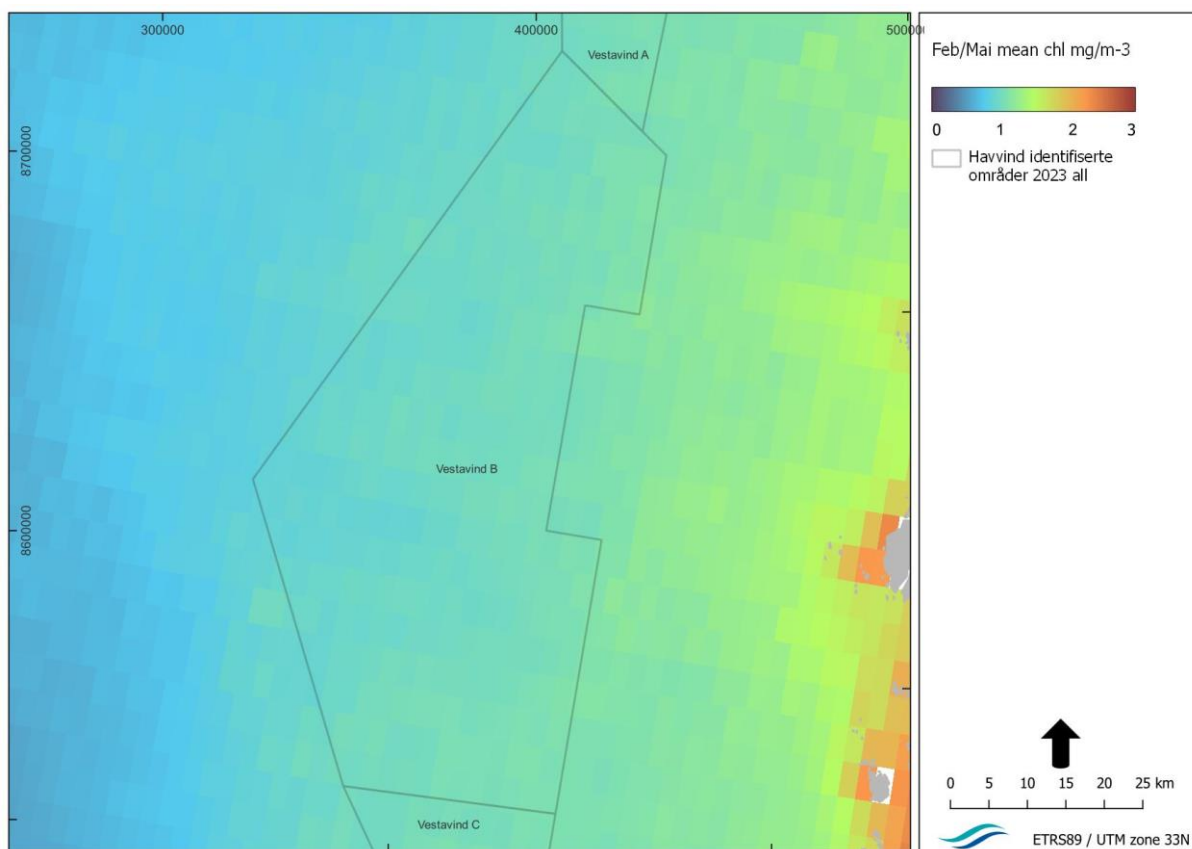 300000
400000
500000
8700000
8600000
Vestavind A
Vestavind B
Vestavind C
Feb/Mai mean chl mg/m-3
0 1 2 3
Havvind identifiserte
områder 2023 all
0 5 10 15 20 25 km
ETRS89 / UTM zone 33N